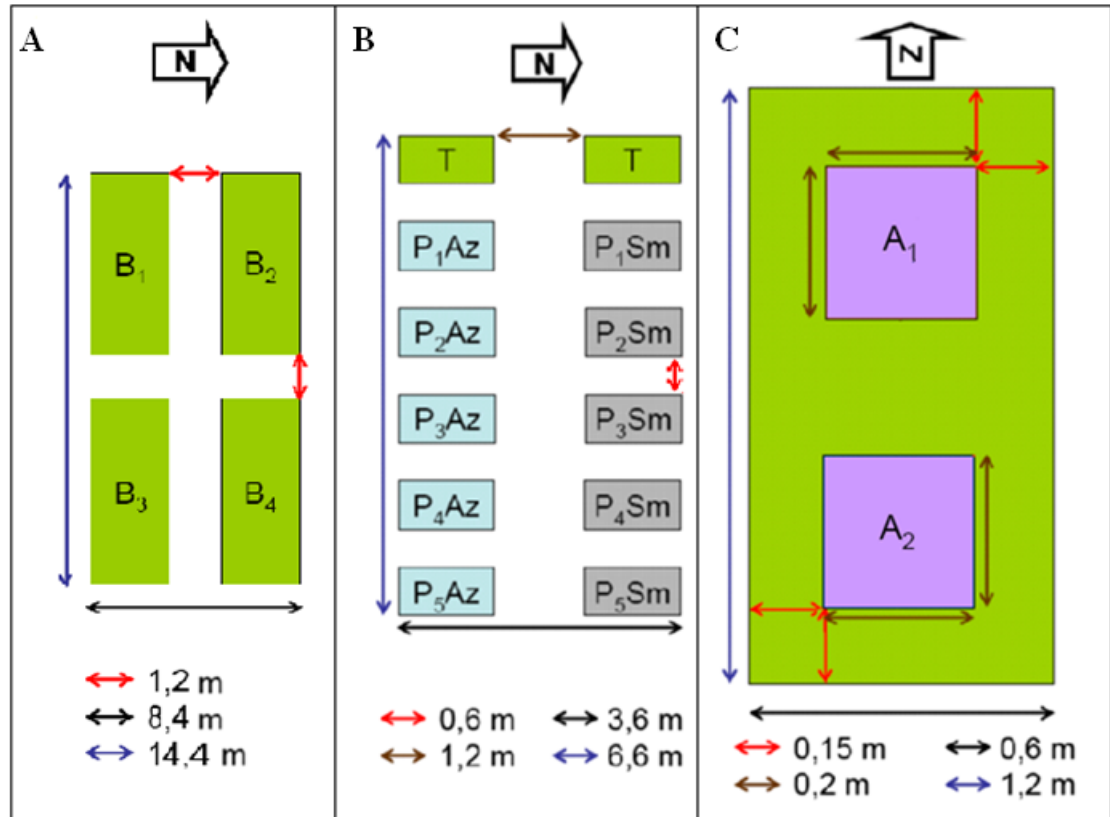 A
N
B₁ B₂
B₃ B₄
1,2 m
8,4 m
14,4 m
B
N
T T
P₁Az P₁Sm
P₂Az P₂Sm
P₃Az P₃Sm
P₄Az P₄Sm
P₅Az P₅Sm
0,6 m 3,6 m
1,2 m 6,6 m
C
N
A₁
A₂
0,15 m 0,6 m
0,2 m 1,2 m